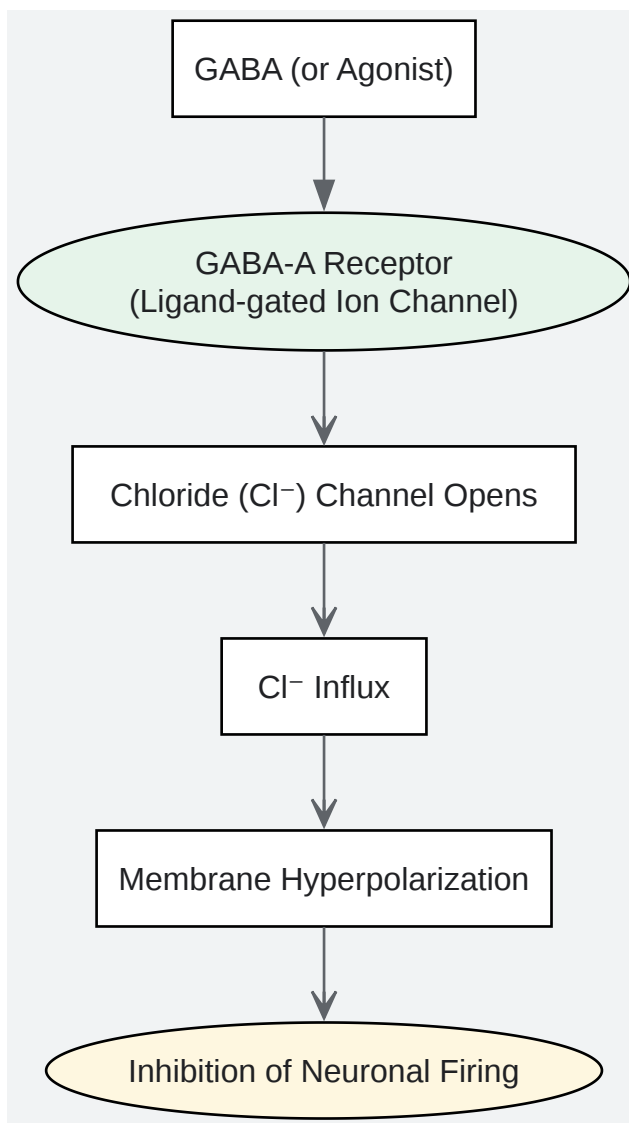 GABA (or Agonist)
GABA-A Receptor
(Ligand-gated Ion Channel)
Chloride (Cl⁻) Channel Opens
Cl⁻ Influx
Membrane Hyperpolarization
Inhibition of Neuronal Firing